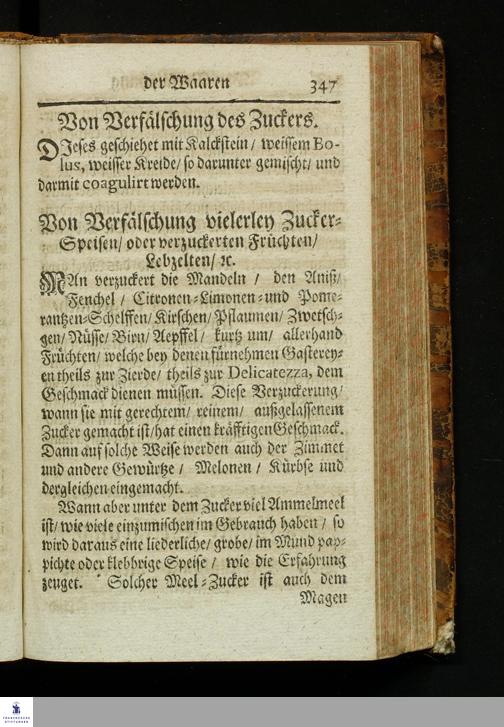 der Waaren 347
Von Verfälschung des Zuckers.
DJeses geschiehet mit Kalckstein / weissem Bo-
lus, weisser Kreide / so darunter gemischt / und
darmit coagulirt werden.
Von Verfälschung vielerley Zucker-
Speisen / oder verzuckerten Früchten /
Lebzelten / ꝛc.
MAn verzuckert die Mandeln / den Aniß /
Fenchel / Citronen-Limonen- und Pome-
rantzen-Schelffen / Kirschen / Pflaumen / Zwetsch-
gen / Nüsse / Birn / Aepffel / kurtz um / allerhand
Früchten / welche bey denen fürnehmen Gasterey-
en theils zur Zierde / theils zur Delicatezza, dem
Geschmack dienen müssen. Diese Verzuckerung /
wann sie mit gerechtem / reinem / außgelassenem
Zucker gemacht ist / hat einen kräfftigen Geschmack.
Dann auf solche Weise werden auch der Zimmet
und andere Gewürtze / Melonen / Kürbse und
dergleichen eingemacht.
Wann aber unter dem Zucker viel Ammelmeel
ist / wie viele einzumischen im Gebrauch haben / so
wird daraus eine liederliche / grobe / im Mund pap-
pichte oder klebbrige Speise / wie die Erfahrung
zeuget. Solcher Meel-Zucker ist auch dem
Magen
FRANCKESCHE
STIFTUNGEN